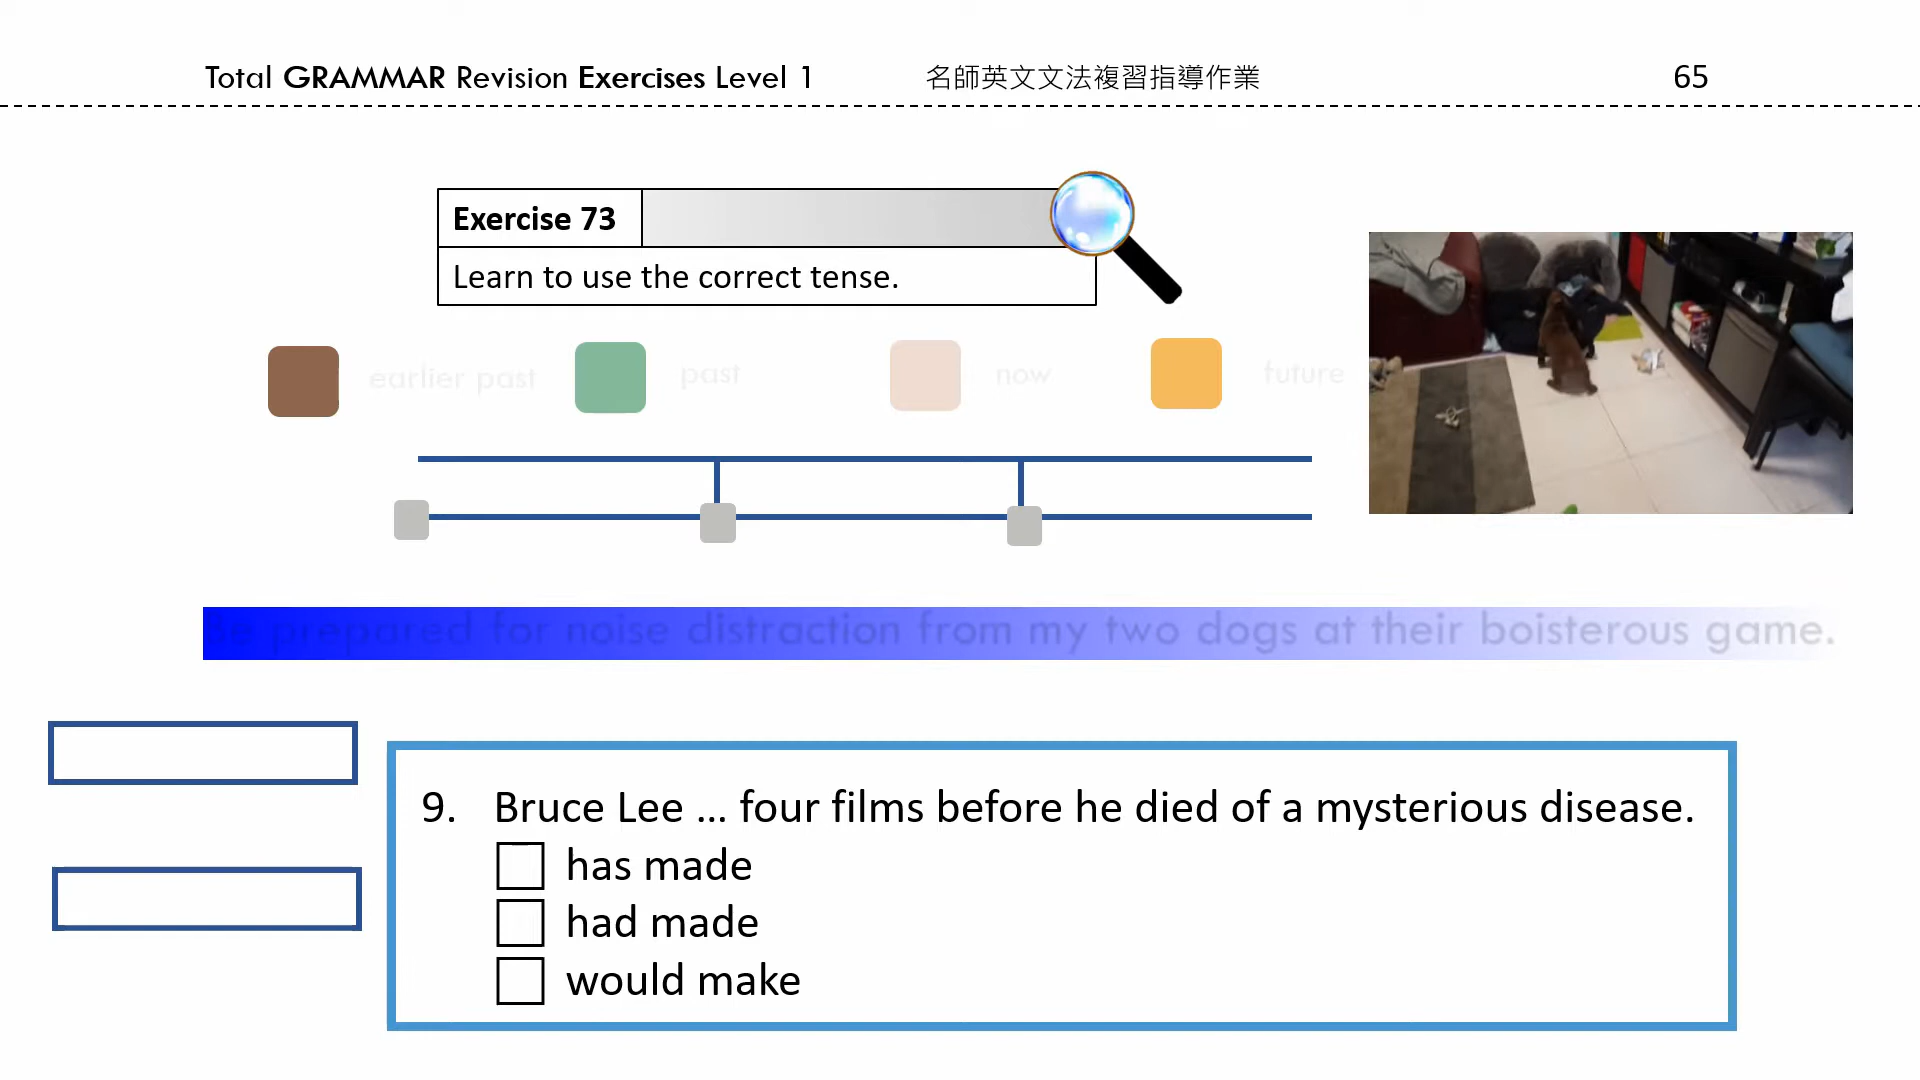 Total GRAMMAR Revision Exercises Level 1 名師英文文法複習指導作業 65
Exercise 73
Learn to use the correct tense.
earlier past past now future
Be prepared for noise distraction from my two dogs at their boisterous game.
9. Bruce Lee ... four films before he died of a mysterious disease.
has made
had made
would make